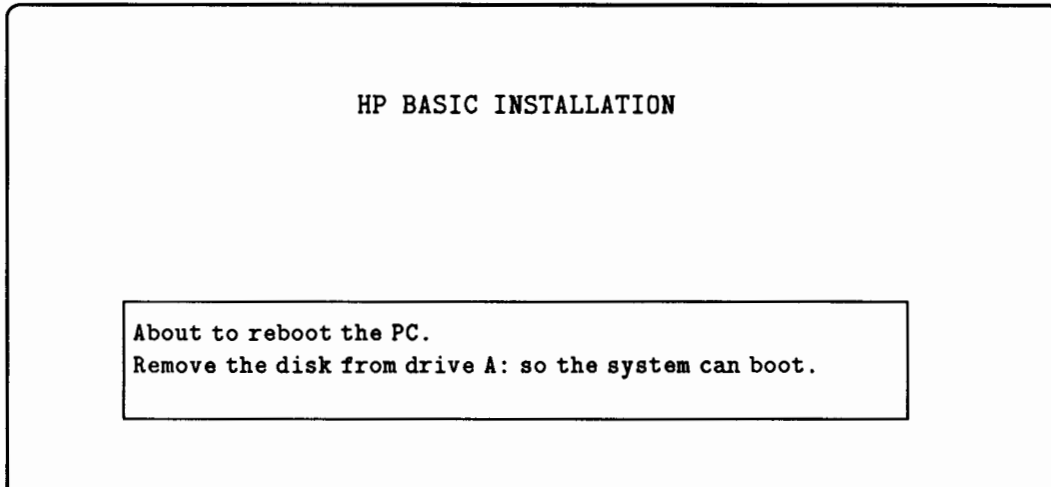 HP BASIC INSTALLATION
About to reboot the PC.
Remove the disk from drive A: so the system can boot.